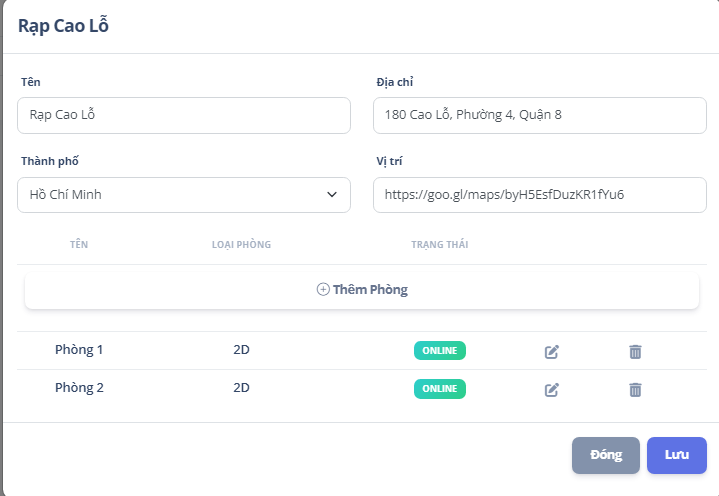 Rạp Cao Lỗ
Tên
Địa chỉ
Rạp Cao Lỗ
180 Cao Lỗ, Phường 4, Quận 8
Thành phố
Vị trí
Hồ Chí Minh
https://goo.gl/maps/byH5EsfDuzKR1fYu6
TÊN LOẠI PHÒNG TRẠNG THÁI
Thêm Phòng
Phòng 1 2D ONLINE
Phòng 2 2D ONLINE
Đóng Lưu